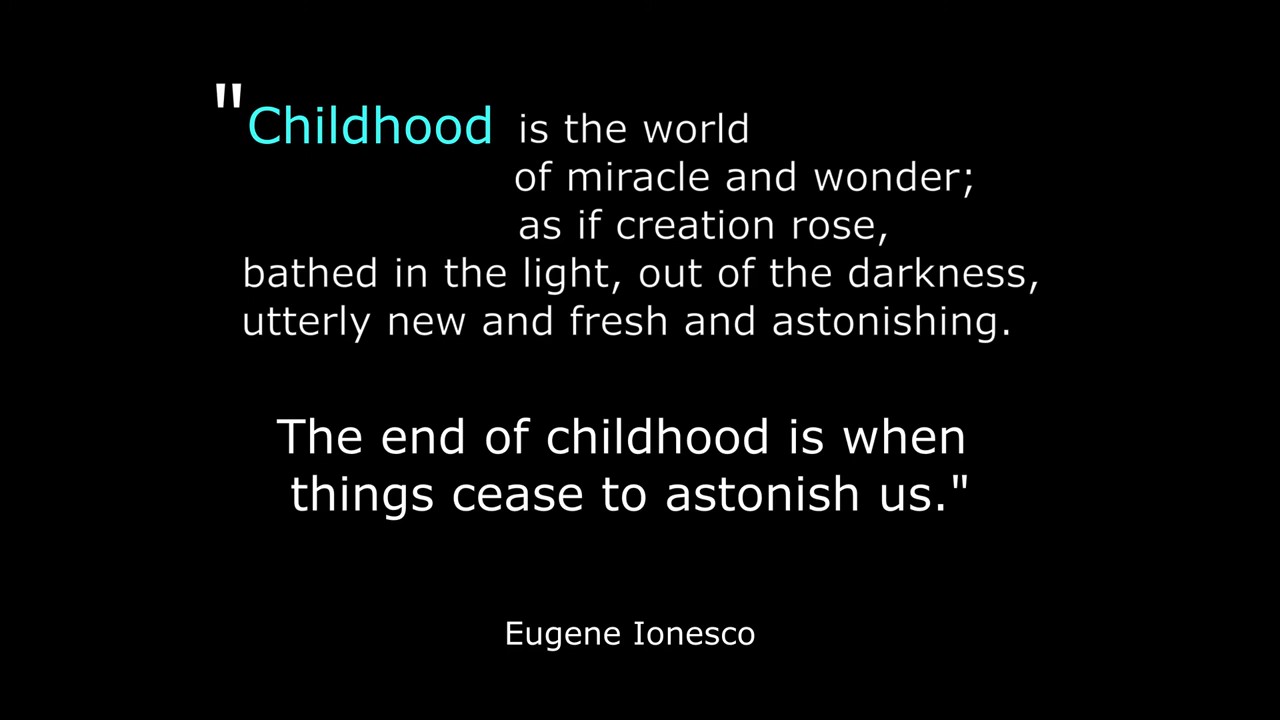 "Childhood is the world
of miracle and wonder;
as if creation rose,
bathed in the light, out of the darkness,
utterly new and fresh and astonishing.
The end of childhood is when
things cease to astonish us."
Eugene Ionesco